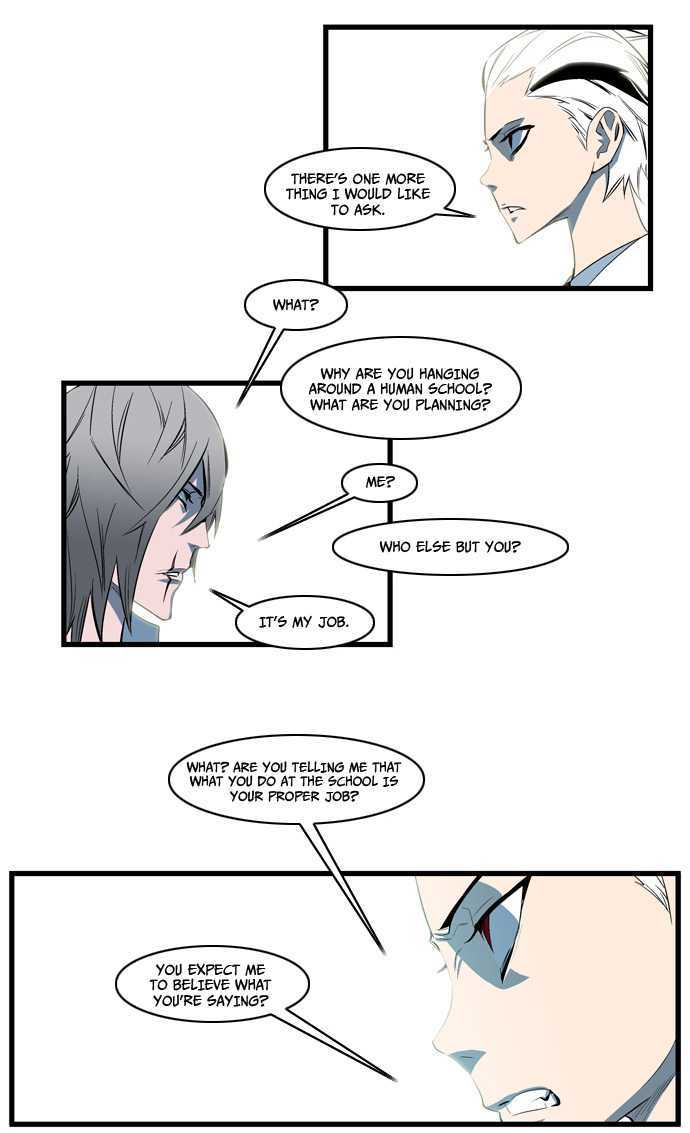 THERE'S ONE MORE
THING I WOULD LIKE
TO ASK.
WHAT?
WHY ARE YOU HANGING
AROUND A HUMAN SCHOOL?
WHAT ARE YOU PLANNING?
ME?
WHO ELSE BUT YOU?
IT'S MY JOB.
WHAT? ARE YOU TELLING ME THAT
WHAT YOU DO AT THE SCHOOL IS
YOUR PROPER JOB?
YOU EXPECT ME
TO BELIEVE WHAT
YOU'RE SAYING?